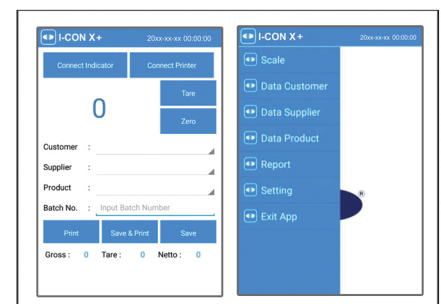 I-CON X+ 20xx-xx-xx 00:00:00
Connect Indicator Connect Printer
0
Tare
Zero
Customer :
Supplier :
Product :
Batch No. : Input Batch Number
Print Save & Print Save
Gross : 0 Tare : 0 Netto : 0
I-CON X+ 20xx-xx-xx 00:00:00
Scale
Data Customer
Data Supplier
Data Product
Report
Setting
Exit App
®